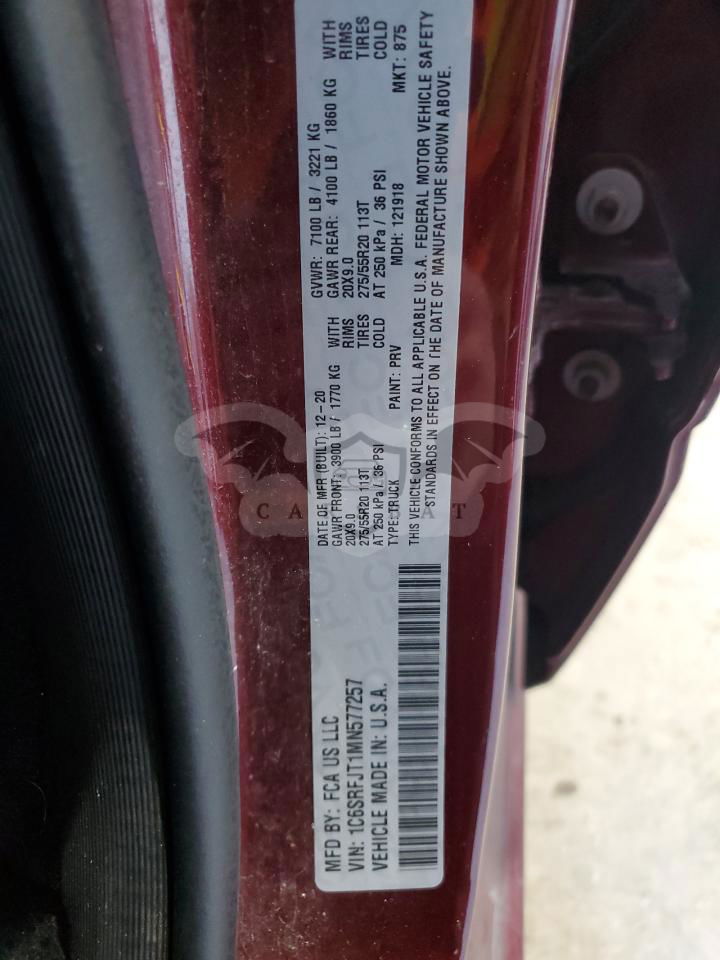 MFD BY: FCA US LLC
DATE OF MFR (BUILT): 12-20
GVWR: 7100 LB / 3221 KG
GAWR FRONT: 3900 LB / 1770 KG WITH
GAWR REAR: 4100 LB / 1860 KG WITH
20X9.0 RIMS
20X9.0 RIMS
275/55R20 113T TIRES
275/55R20 113T TIRES
AT 250 kPa / 36 PSI COLD
AT 250 kPa / 36 PSI COLD
VIN: 1C6SRFJT1MN577257
TYPE: TRUCK PAINT: PRV MDH: 121918 MKT: 875
VEHICLE MADE IN: U.S.A.
THIS VEHICLE CONFORMS TO ALL APPLICABLE U.S.A. FEDERAL MOTOR VEHICLE SAFETY
STANDARDS IN EFFECT ON THE DATE OF MANUFACTURE SHOWN ABOVE.